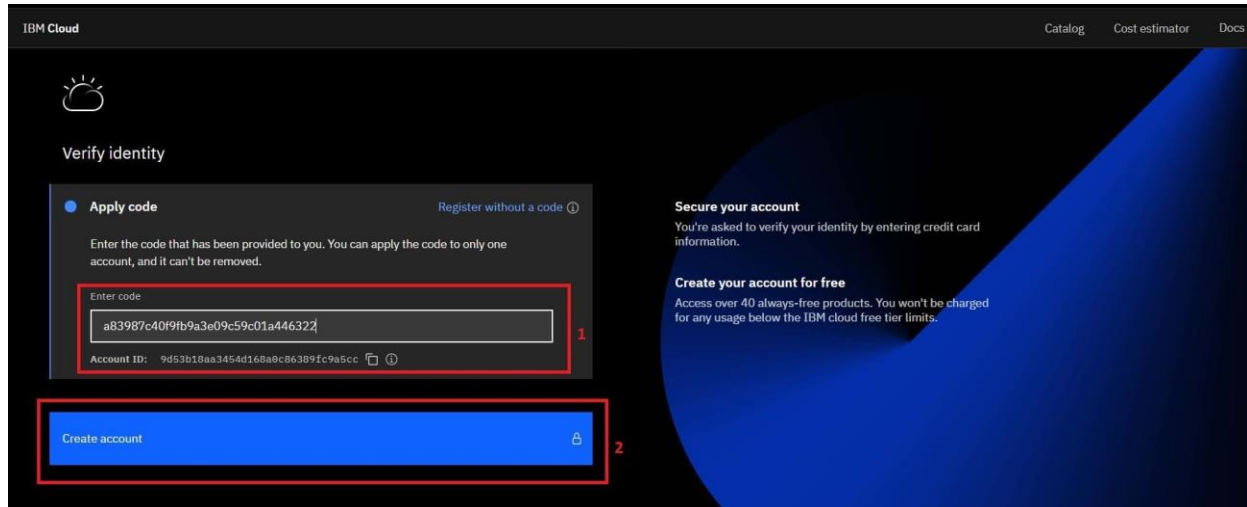 IBM Cloud
Catalog Cost estimator Docs
Verify identity
Apply code Register without a code
Enter the code that has been provided to you. You can apply the code to only one
account, and it can't be removed.
Enter code
a83987c40f9fb9a3e09c59c01a446322
Account ID: 9d53b18aa3454d168a0c86389fc9a5cc
1
Create account
2
Secure your account
You're asked to verify your identity by entering credit card
information.
Create your account for free
Access over 40 always-free products. You won't be charged
for any usage below the IBM cloud free tier limits.